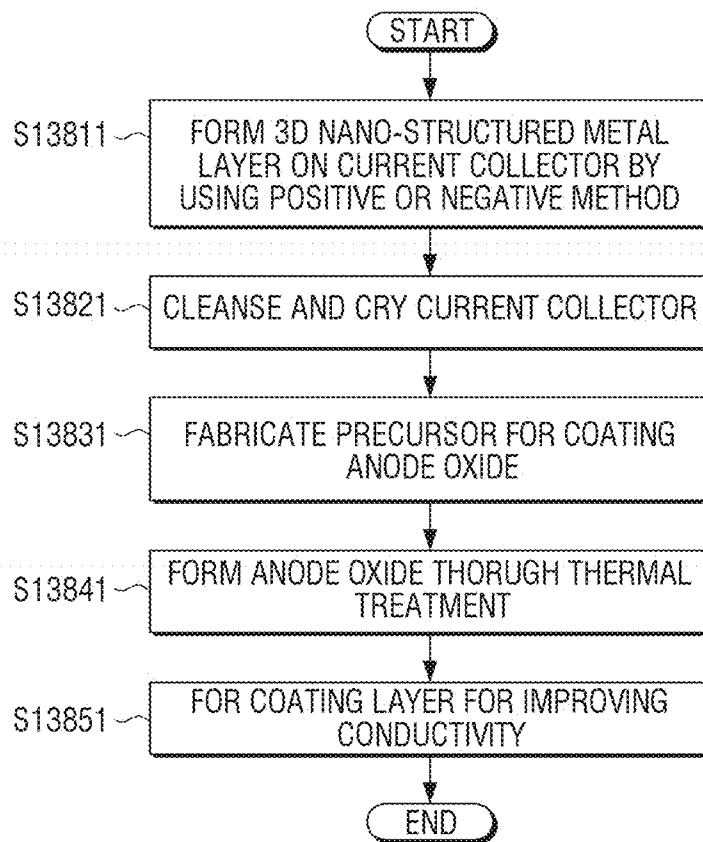 START
S13811
FORM 3D NANO-STRUCTURED METAL
LAYER ON CURRENT COLLECTOR BY
USING POSITIVE OR NEGATIVE METHOD
S13821
CLEANSE AND CRY CURRENT COLLECTOR
S13831
FABRICATE PRECURSOR FOR COATING
ANODE OXIDE
S13841
FORM ANODE OXIDE THORUGH THERMAL
TREATMENT
S13851
FOR COATING LAYER FOR IMPROVING
CONDUCTIVITY
END